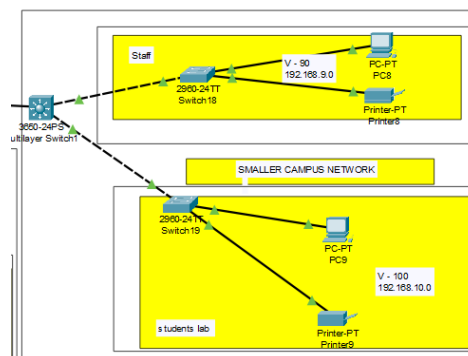 Staff
2960-24TT
Switch18
V - 90
192.168.9.0
PC-PT
PC8
Printer-PT
Printer8
3650-24PS
ultilayer Switch1
SMALLER CAMPUS NETWORK
2960-24TT
Switch19
PC-PT
PC9
V - 100
192.168.10.0
students lab
Printer-PT
Printer9